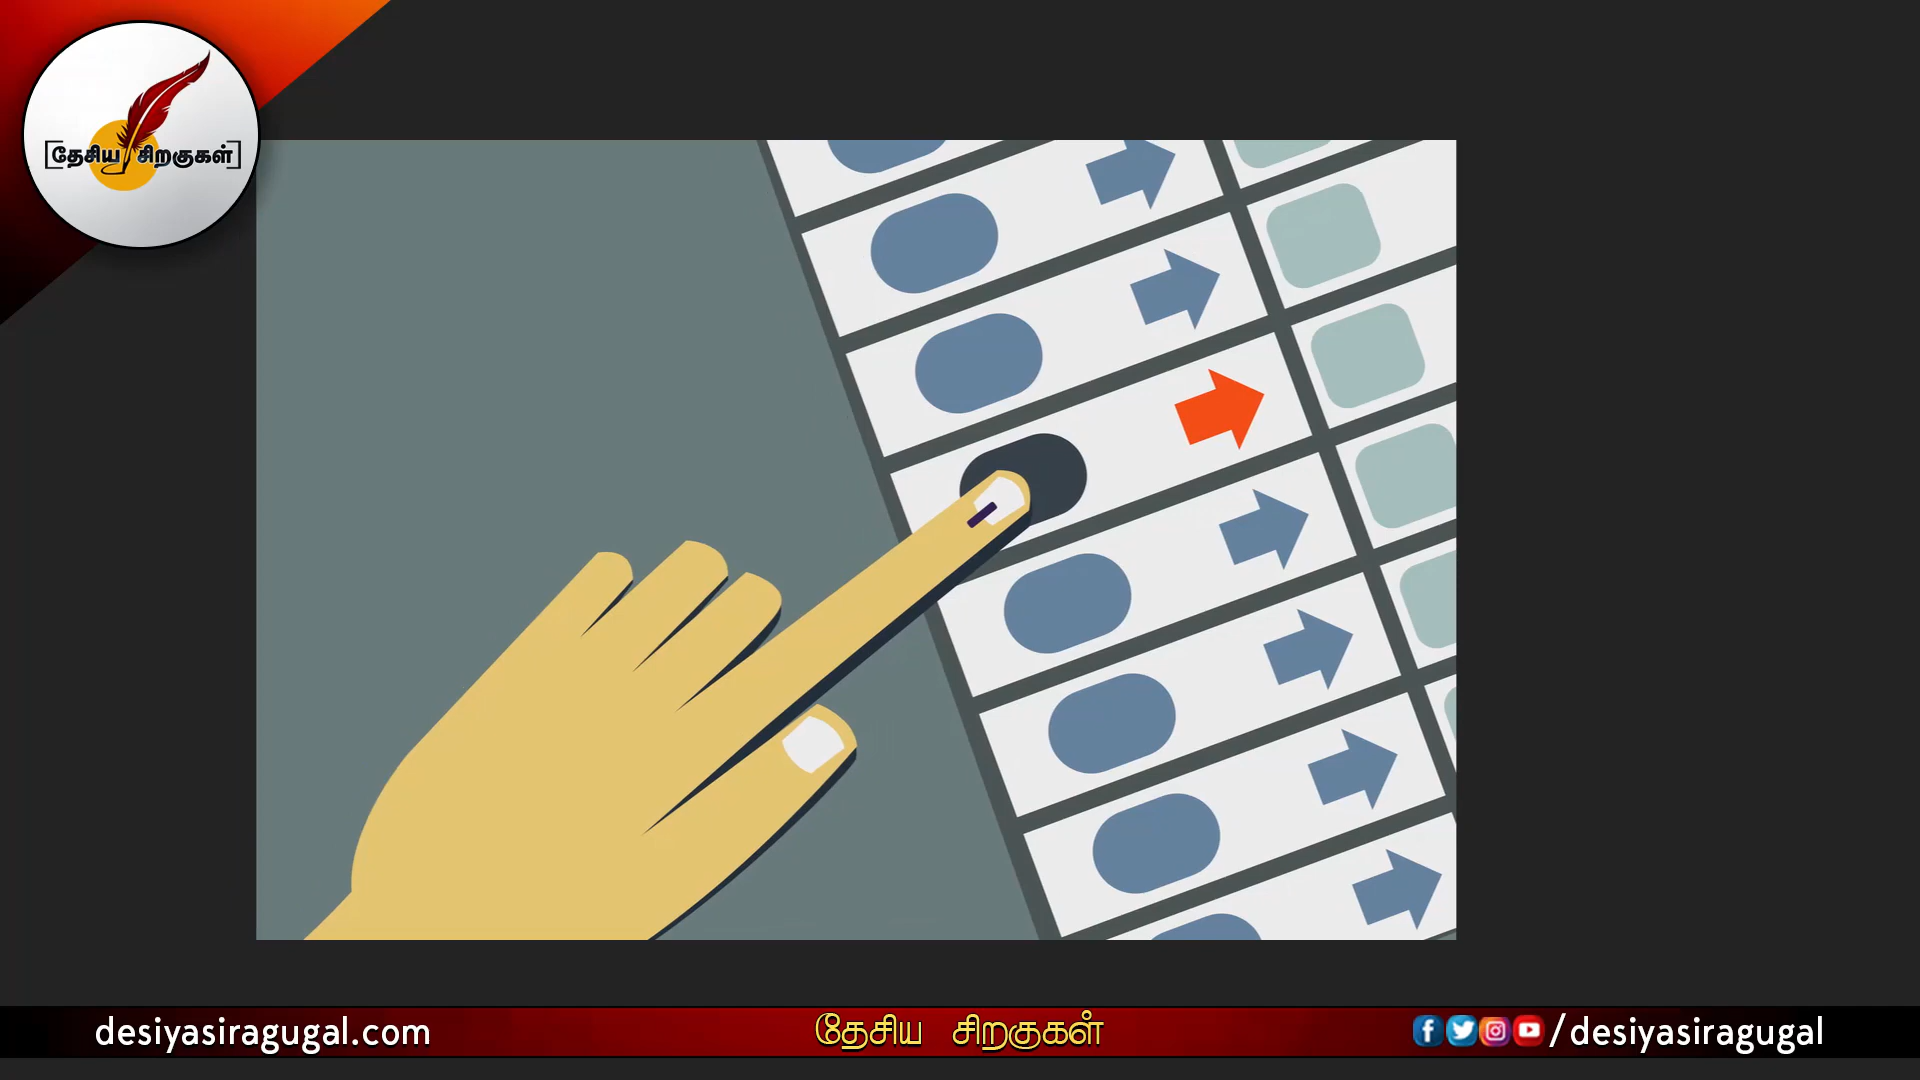 [தேசிய சிறகுகள்]
desiyasiragugal.com
தேசிய சிறகுகள்
/desiyasiragugal